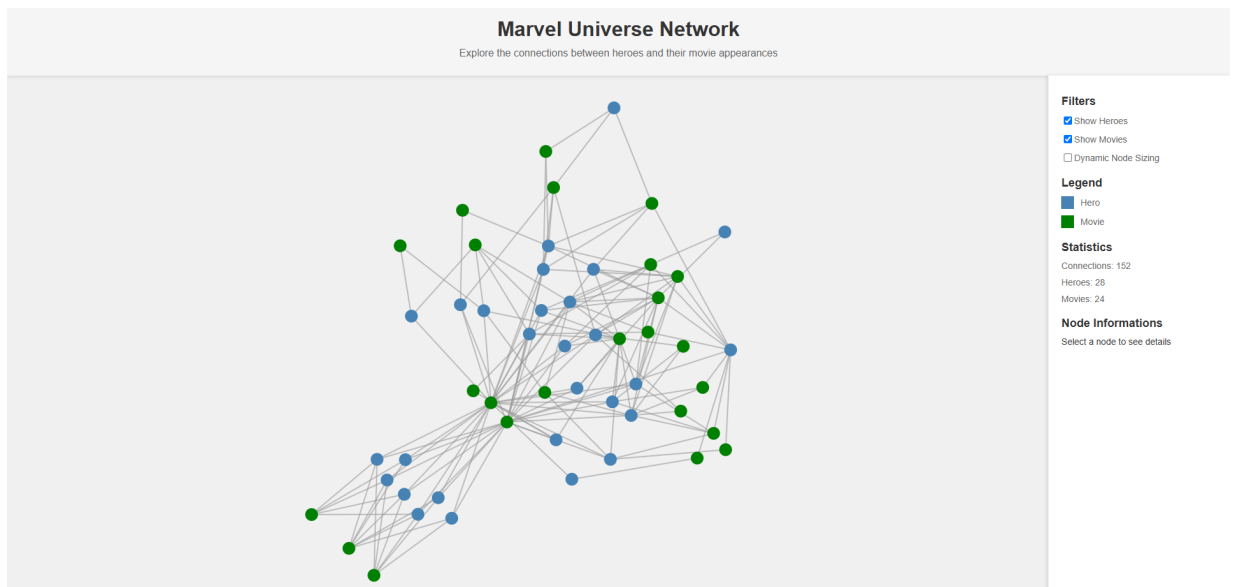 Marvel Universe Network
Explore the connections between heroes and their movie appearances
Filters
Show Heroes
Show Movies
Dynamic Node Sizing
Legend
Hero
Movie
Statistics
Connections: 152
Heroes: 28
Movies: 24
Node Informations
Select a node to see details